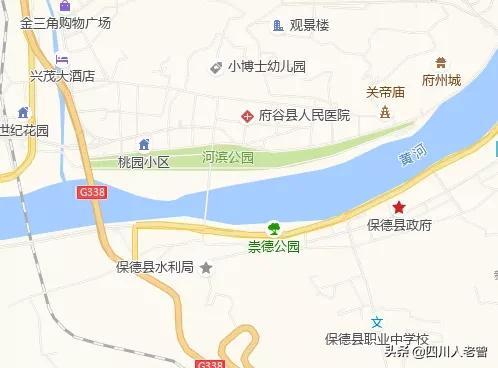 金三角购物广场
观景楼
兴茂大酒店
小博士幼儿园
府州城
关帝庙
世纪花园
府谷县人民医院
桃园小区
河滨公园
黄河
G338
保德县政府
崇德公园
保德县水利局
保德县职业中学校
G338
头条 @四川人老曾